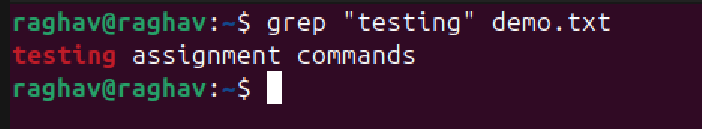 raghav@raghav:~$ grep "testing" demo.txt
testing assignment commands
raghav@raghav:~$